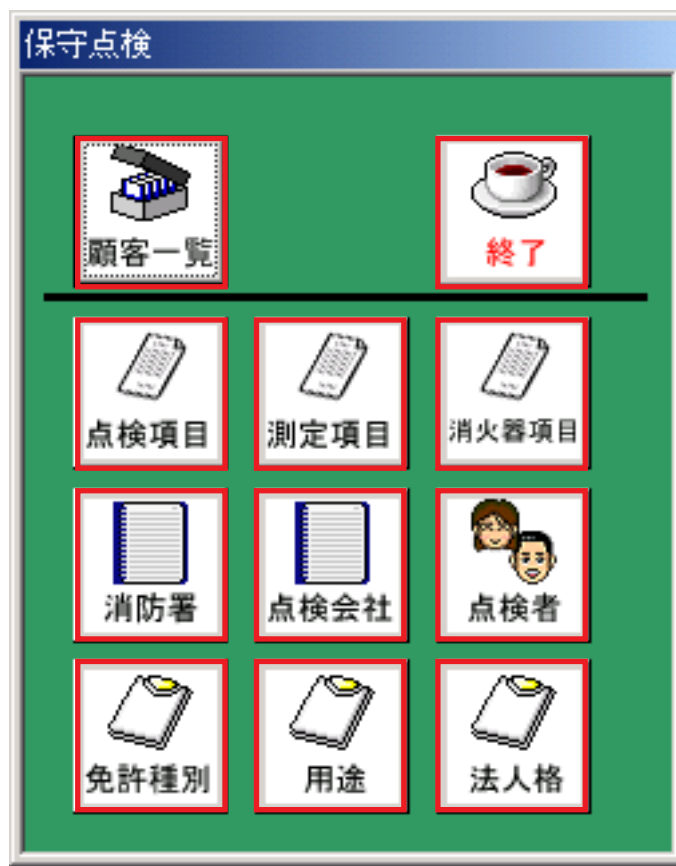 保守点検
顧客一覧
終了
点検項目
測定項目
消火器項目
消防署
点検会社
点検者
免許種別
用途
法人格